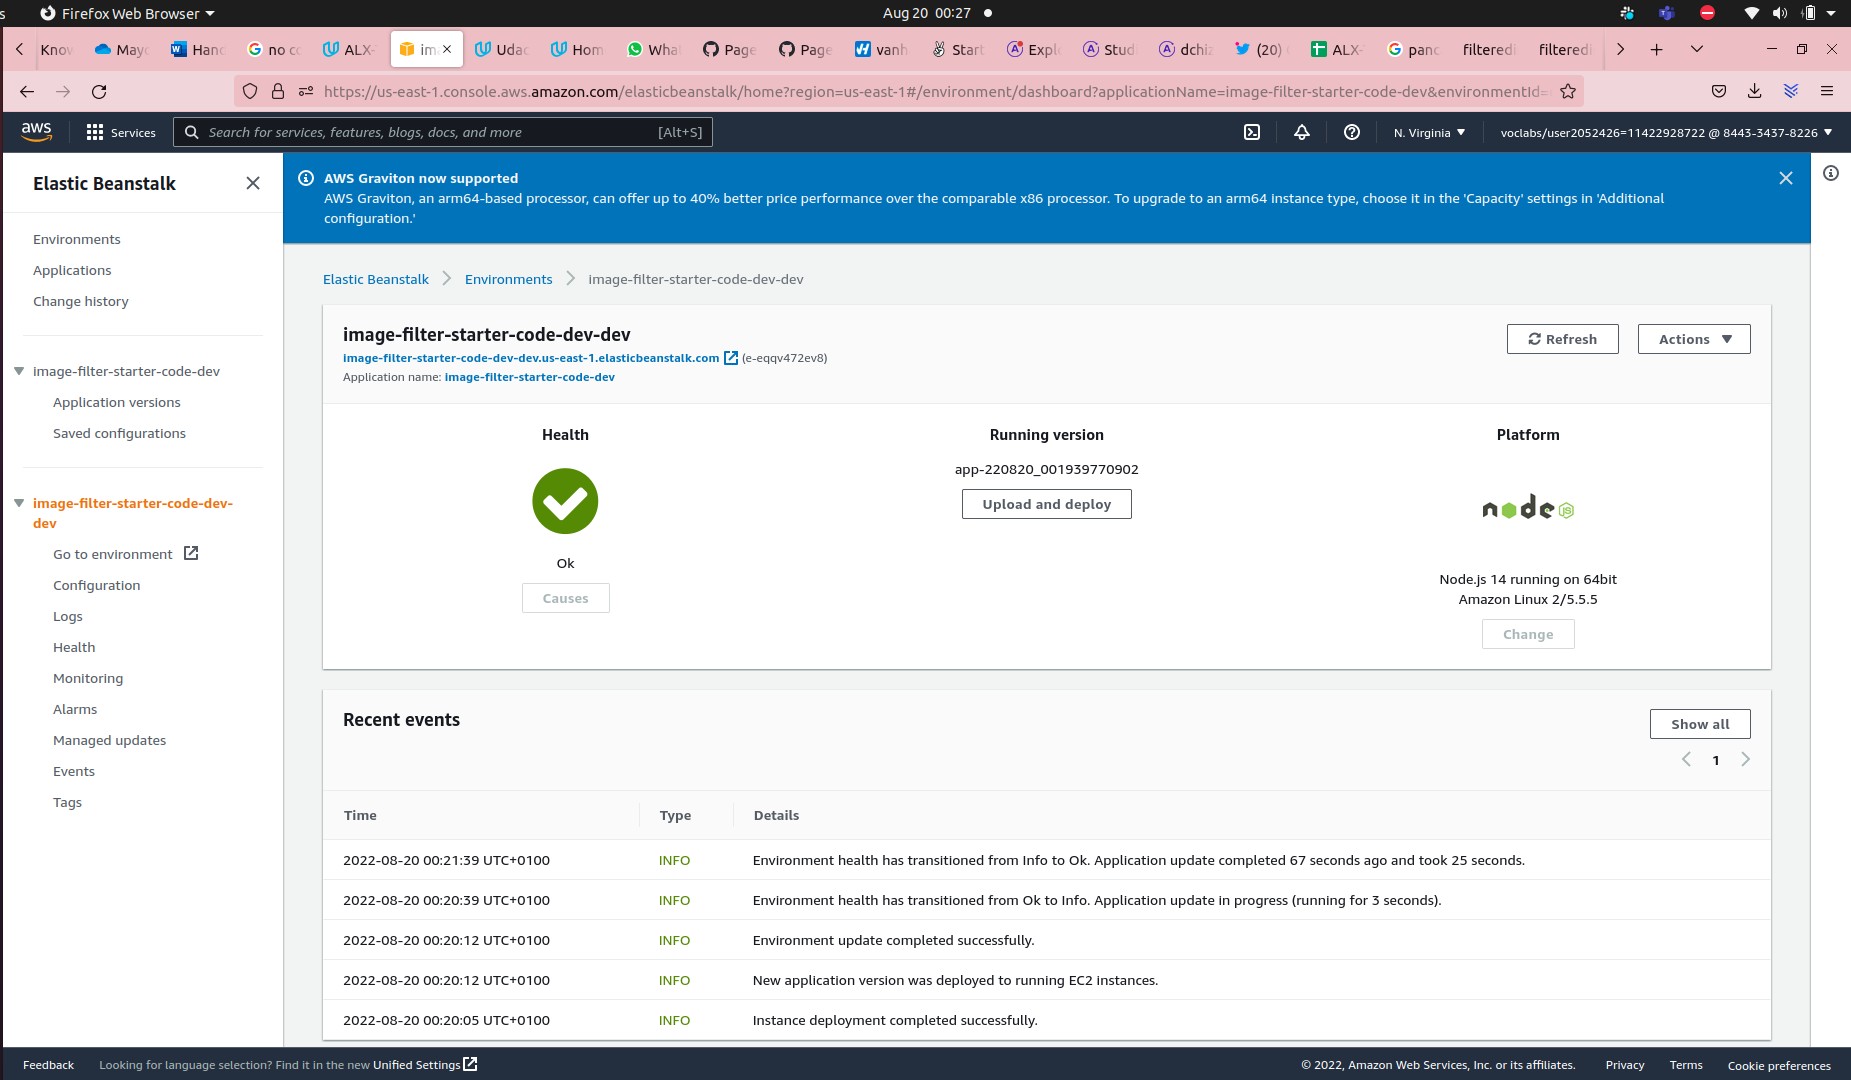 s Firefox Web Browser Aug 20 00:27
Know Mayo Hand no co ALX- ima Udac Hom What Page Page vanh Start Explo Studi dchiz (20) ALX- panc filteredi filteredi
https://us-east-1.console.aws.amazon.com/elasticbeanstalk/home?region=us-east-1#/environment/dashboard?applicationName=image-filter-starter-code-dev&environmentId=
aws Services Search for services, features, blogs, docs, and more [Alt+S] N. Virginia voclabs/user2052426=11422928722 @ 8443-3437-8226
Elastic Beanstalk
Environments
Applications
Change history
image-filter-starter-code-dev
Application versions
Saved configurations
image-filter-starter-code-dev-
dev
Go to environment
Configuration
Logs
Health
Monitoring
Alarms
Managed updates
Events
Tags
AWS Graviton now supported
AWS Graviton, an arm64-based processor, can offer up to 40% better price performance over the comparable x86 processor. To upgrade to an arm64 instance type, choose it in the 'Capacity' settings in 'Additional
configuration.'
Elastic Beanstalk Environments image-filter-starter-code-dev-dev
image-filter-starter-code-dev-dev
image-filter-starter-code-dev-dev.us-east-1.elasticbeanstalk.com (e-eqqv472ev8)
Application name: image-filter-starter-code-dev
Refresh Actions
Health
Ok
Causes
Running version
app-220820_001939770902
Upload and deploy
Platform
node JS
Node.js 14 running on 64bit
Amazon Linux 2/5.5.5
Change
Recent events
Show all
1
Time Type Details
2022-08-20 00:21:39 UTC+0100 INFO Environment health has transitioned from Info to Ok. Application update completed 67 seconds ago and took 25 seconds.
2022-08-20 00:20:39 UTC+0100 INFO Environment health has transitioned from Ok to Info. Application update in progress (running for 3 seconds).
2022-08-20 00:20:12 UTC+0100 INFO Environment update completed successfully.
2022-08-20 00:20:12 UTC+0100 INFO New application version was deployed to running EC2 instances.
2022-08-20 00:20:05 UTC+0100 INFO Instance deployment completed successfully.
Feedback Looking for language selection? Find it in the new Unified Settings © 2022, Amazon Web Services, Inc. or its affiliates. Privacy Terms Cookie preferences